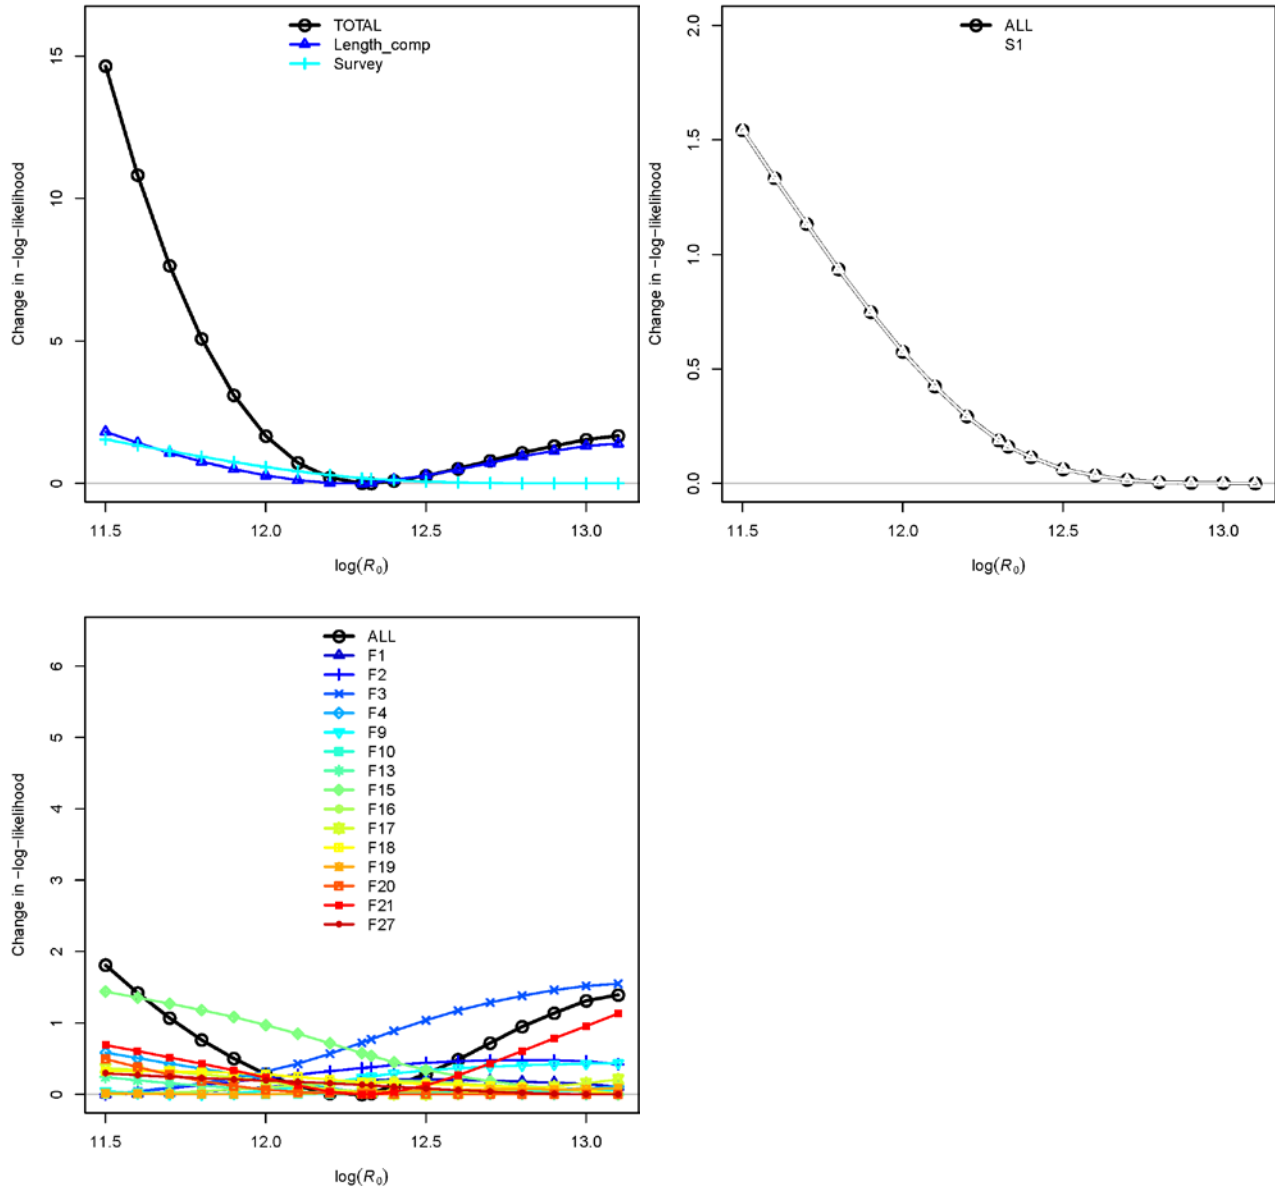 TOTAL
Length_comp
Survey
15
10
5
0
Change in -log-likelihood
11.5 12.0 12.5 13.0
log(R0)
ALL
S1
2.0
1.5
1.0
0.5
0.0
Change in -log-likelihood
11.5 12.0 12.5 13.0
log(R0)
ALL
F1
F2
F3
F4
F9
F10
F13
F15
F16
F17
F18
F19
F20
F21
F27
6
5
4
3
2
1
0
Change in -log-likelihood
11.5 12.0 12.5 13.0
log(R0)